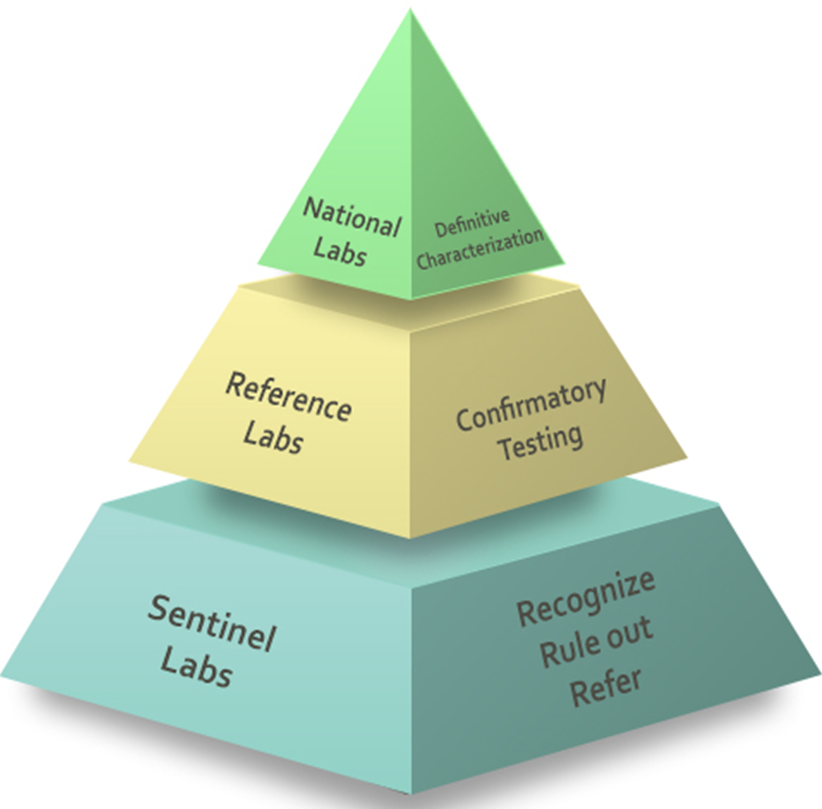 National
Labs
Definitive
Characterization
Reference
Labs
Confirmatory
Testing
Sentinel
Labs
Recognize
Rule out
Refer